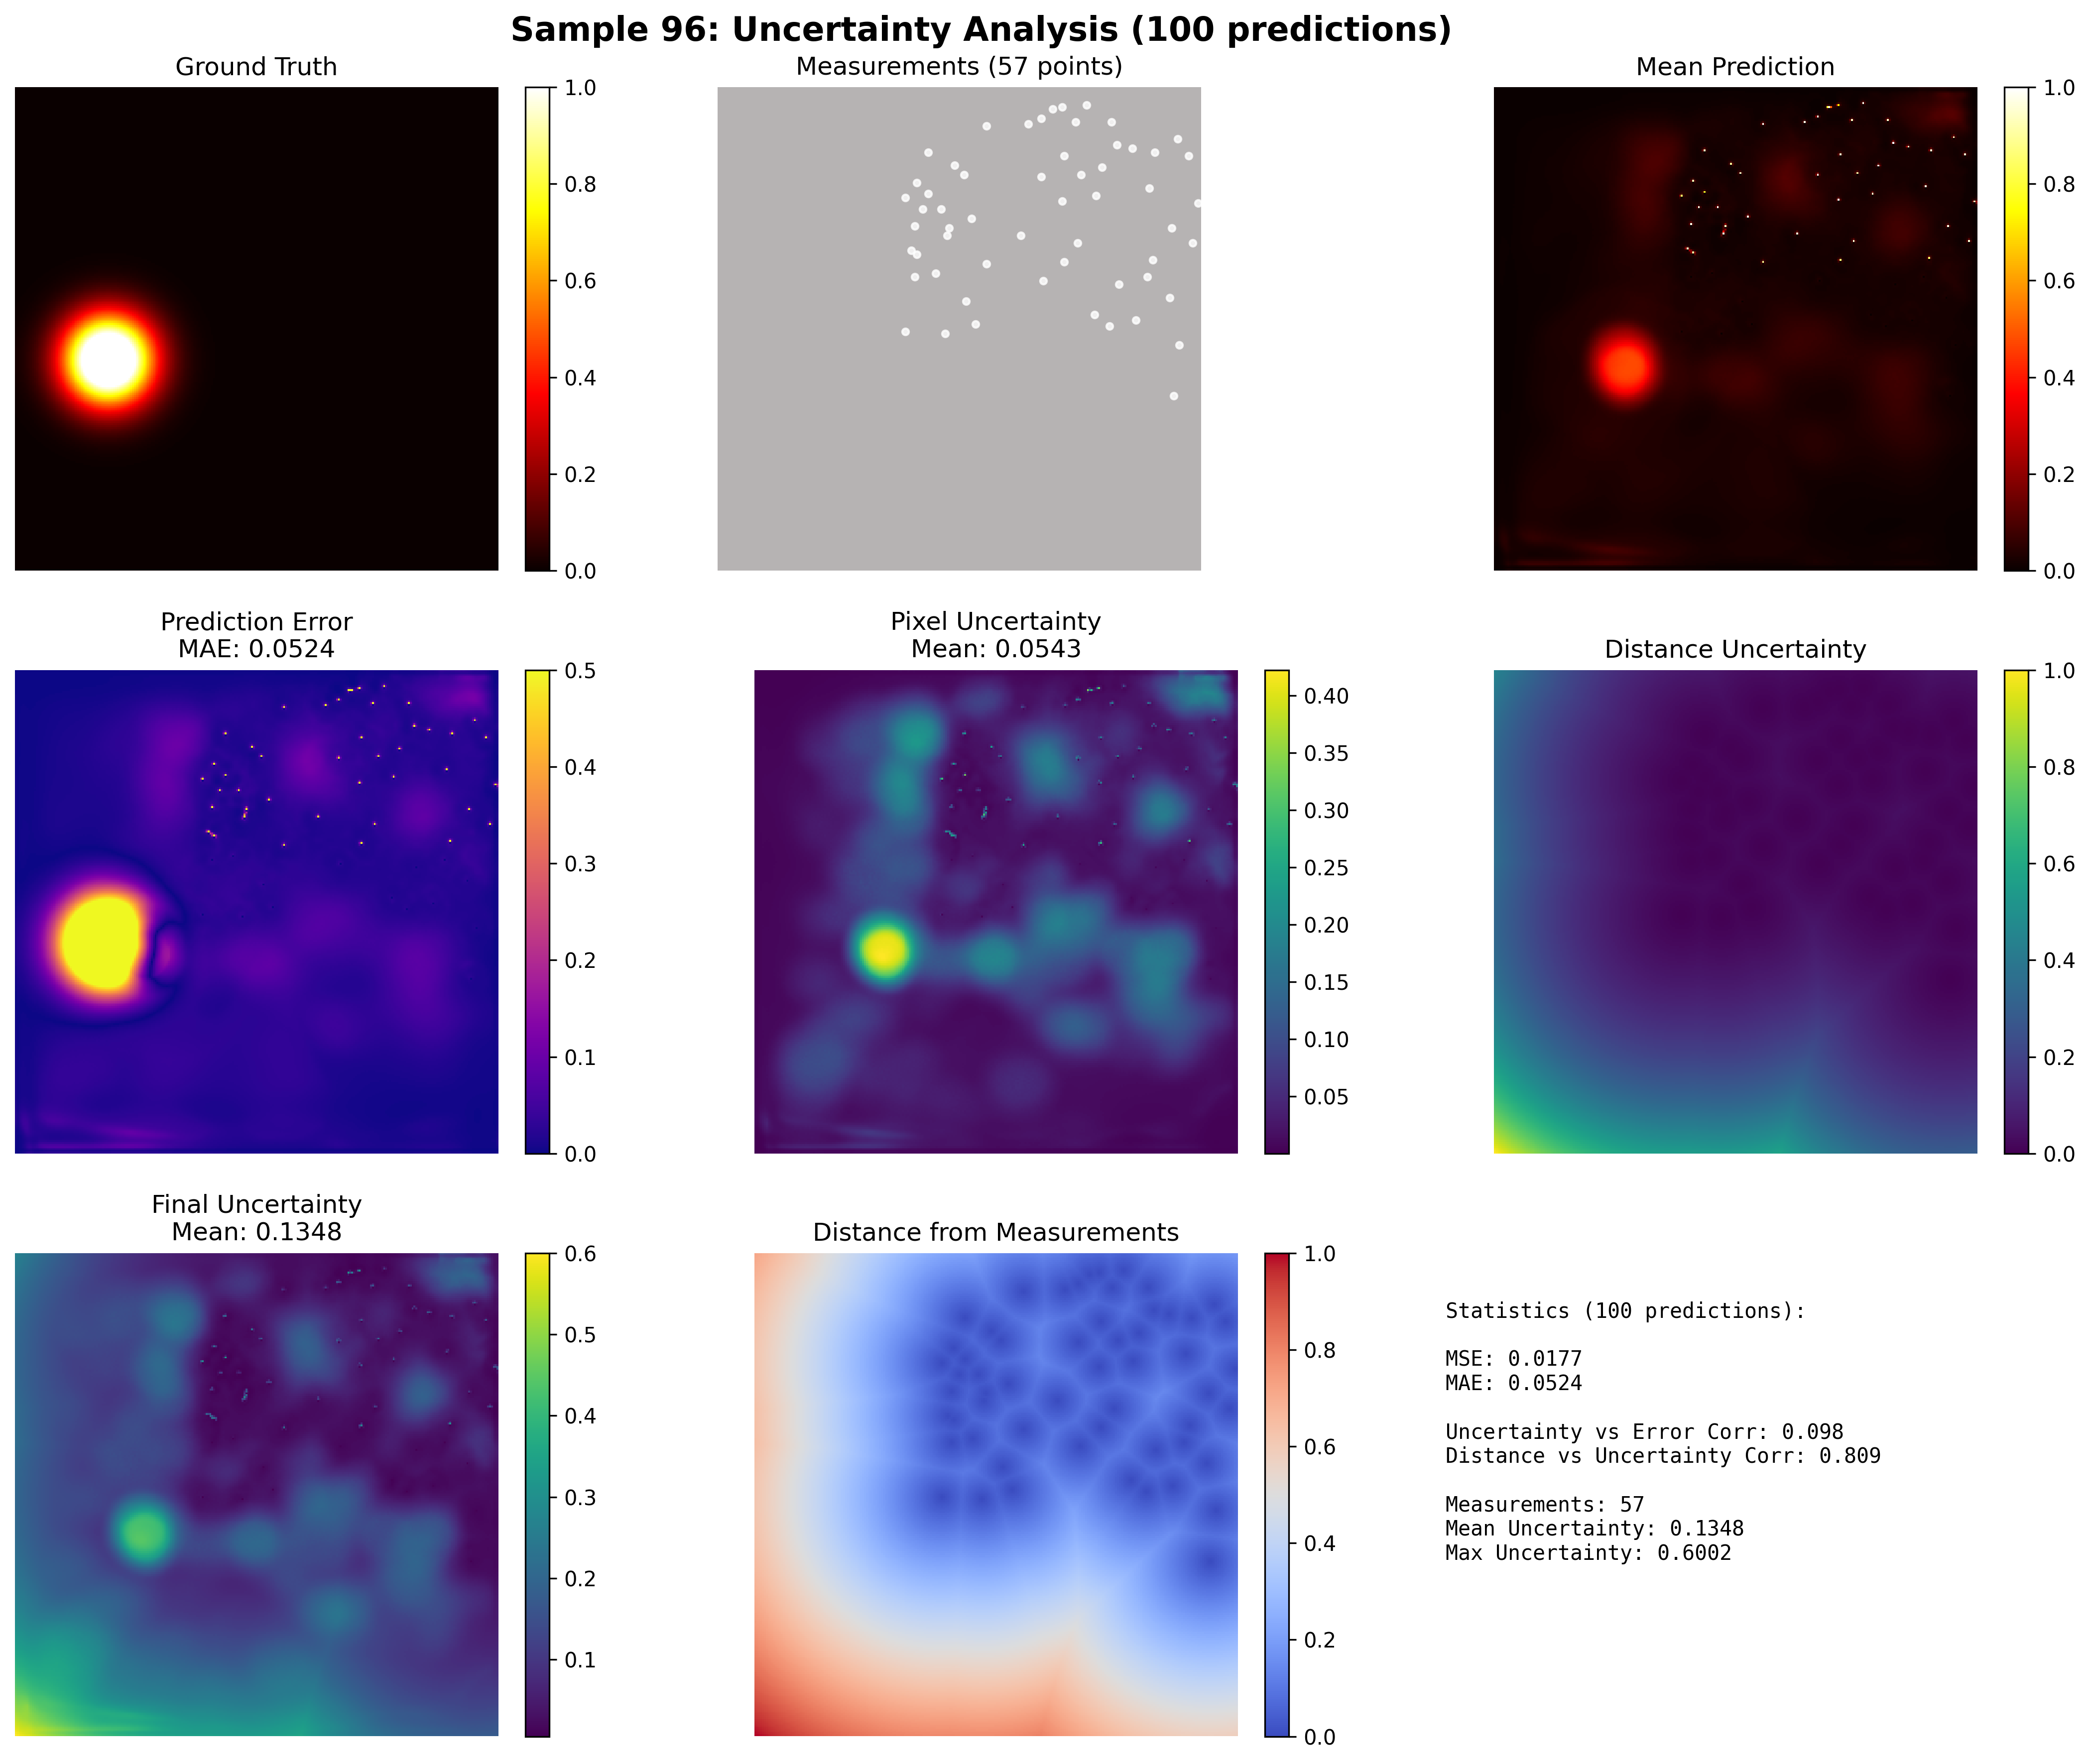 Sample 96: Uncertainty Analysis (100 predictions)
Ground Truth
Measurements (57 points)
Mean Prediction
1.0
0.8
0.6
0.4
0.2
0.0
1.0
0.8
0.6
0.4
0.2
0.0
Prediction Error
MAE: 0.0524
Pixel Uncertainty
Mean: 0.0543
Distance Uncertainty
0.5
0.4
0.3
0.2
0.1
0.0
0.40
0.35
0.30
0.25
0.20
0.15
0.10
0.05
1.0
0.8
0.6
0.4
0.2
0.0
Final Uncertainty
Mean: 0.1348
Distance from Measurements
0.6
0.5
0.4
0.3
0.2
0.1
1.0
0.8
0.6
0.4
0.2
0.0
Statistics (100 predictions):
MSE: 0.0177
MAE: 0.0524
Uncertainty vs Error Corr: 0.098
Distance vs Uncertainty Corr: 0.809
Measurements: 57
Mean Uncertainty: 0.1348
Max Uncertainty: 0.6002